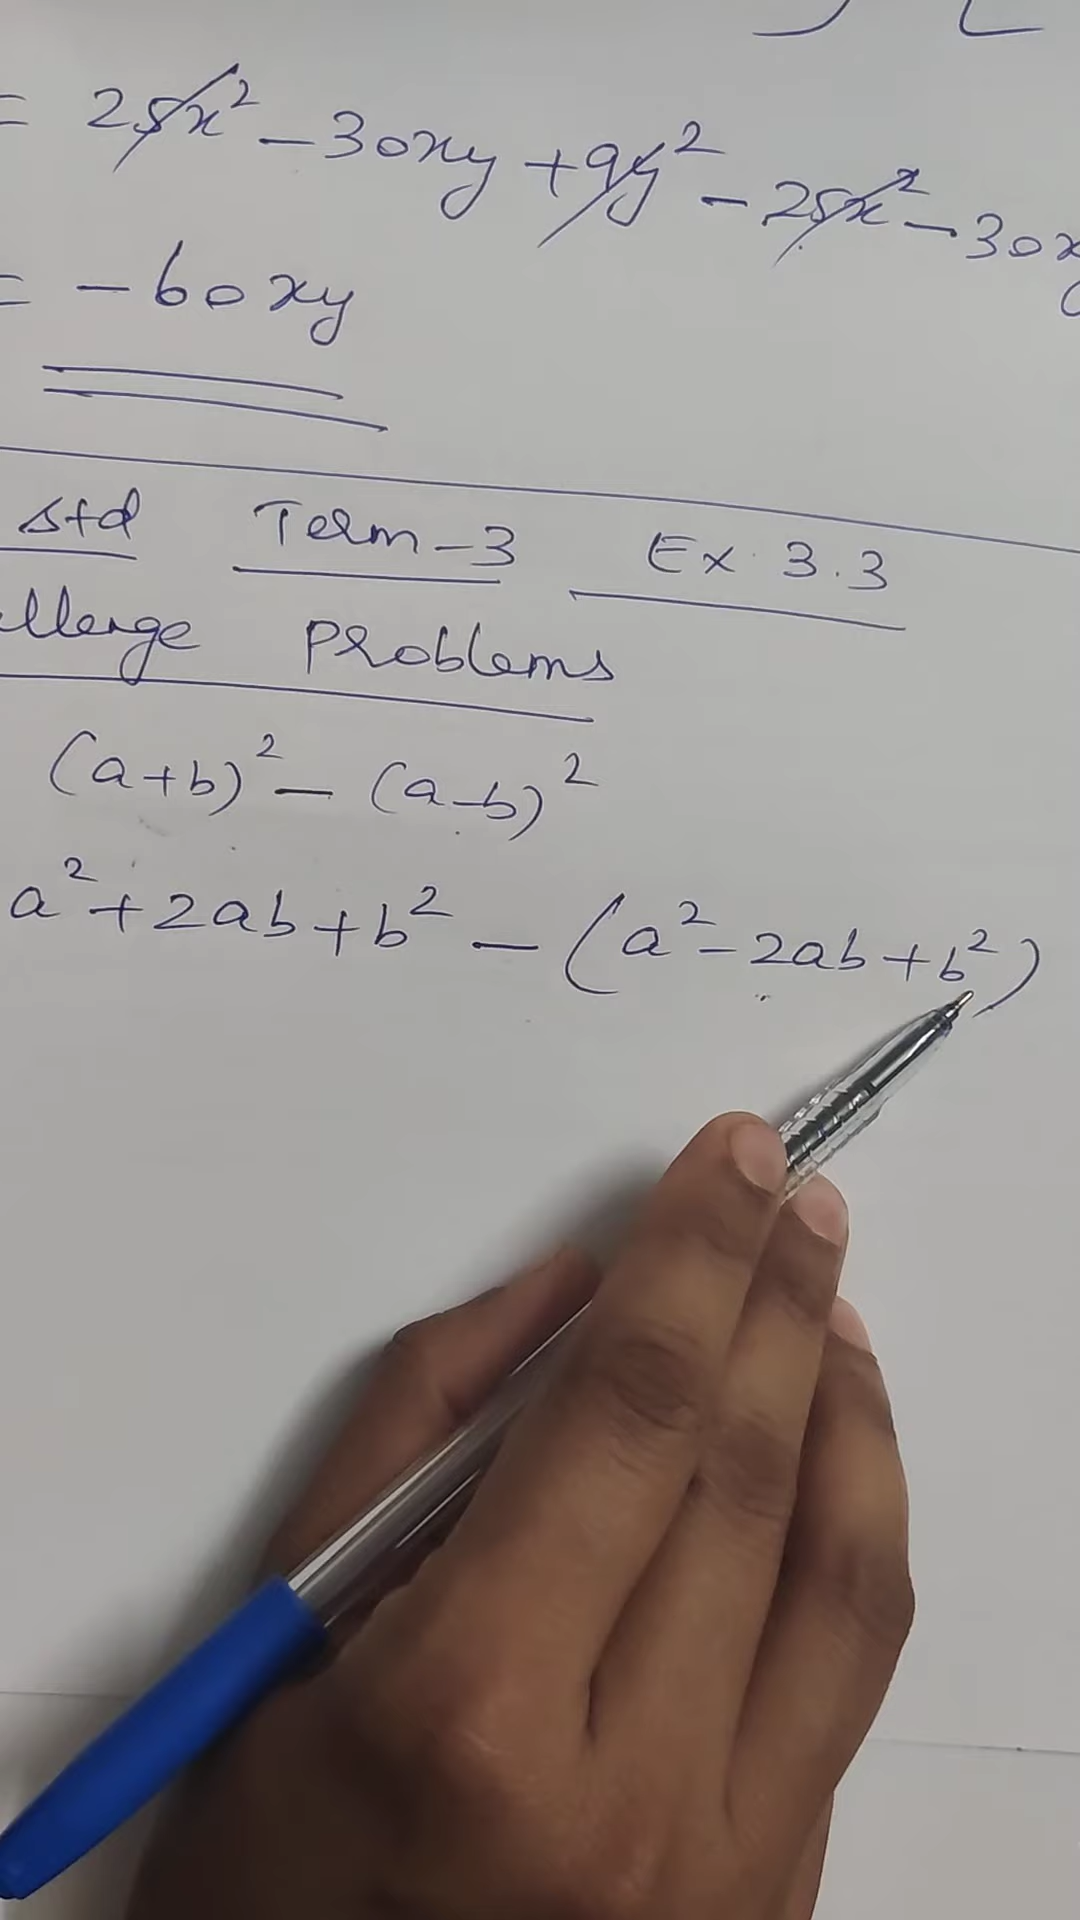 = 25x² - 30xy + 9y² - 25x² - 30x
= -60xy
std Term-3 Ex 3.3
Problems
(a+b)² - (a-b)²
a² + 2ab + b² - (a² - 2ab + b²)